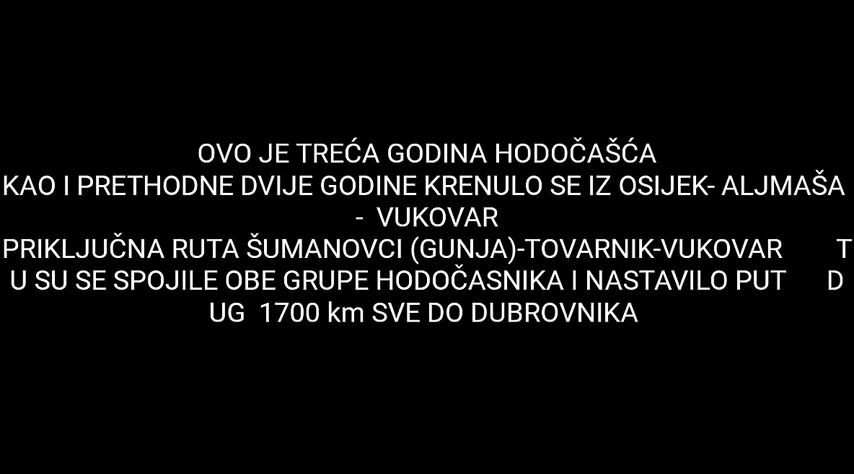 OVO JE TREĆA GODINA HODOČAŠĆA
KAO I PRETHODNE DVIJE GODINE KRENULO SE IZ OSIJEK- ALJMAŠA
- VUKOVAR
PRIKLJUČNA RUTA ŠUMANOVCI (GUNJA)-TOVARNIK-VUKOVAR T
U SU SE SPOJILE OBE GRUPE HODOČASNIKA I NASTAVILO PUT D
UG 1700 km SVE DO DUBROVNIKA